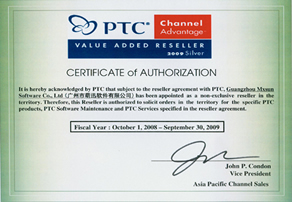 PTC®
Channel
Advantage™
VALUE ADDED RESELLER
2009 Silver
CERTIFICATE of AUTHORIZATION
It is hereby acknowledged by PTC that subject to the reseller agreement with PTC, Guangzhou Mxunn
Software Co., Ltd (广州市萌迅软件有限公司) has been appointed as a non-exclusive reseller in the
territory. Therefore, this Reseller is authorized to solicit orders in the territory for the specific PTC
products, PTC Software Maintenance and PTC Services specified in the reseller agreement.
Fiscal Year : October 1, 2008 – September 30, 2009
John P. Condon
Vice President
Asia Pacific Channel Sales